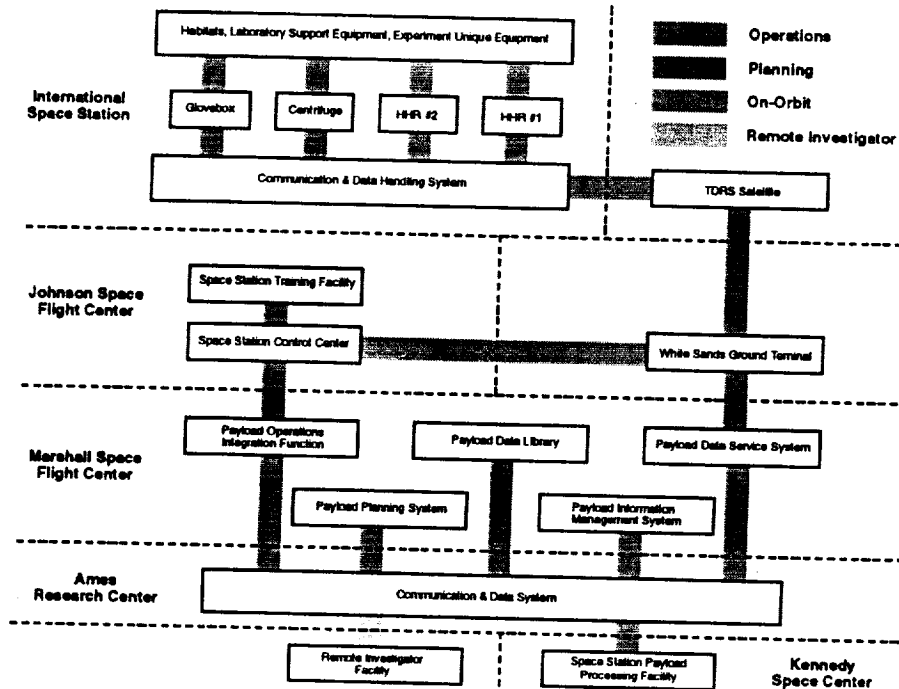 Habitats, Laboratory Support Equipment, Experiment Unique Equipment
International
Space Station
Glovebox
Centrifuge
HHR #2
HHR #1
Communication & Data Handling System
Operations
Planning
On-Orbit
Remote Investigator
TDRS Satellite
Johnson Space
Flight Center
Space Station Training Facility
Space Station Control Center
White Sands Ground Terminal
Marshall Space
Flight Center
Payload Operations
Integration Function
Payload Data Library
Payload Data Service System
Payload Planning System
Payload Information
Management System
Ames
Research Center
Communication & Data System
Remote Investigator
Facility
Space Station Payload
Processing Facility
Kennedy
Space Center